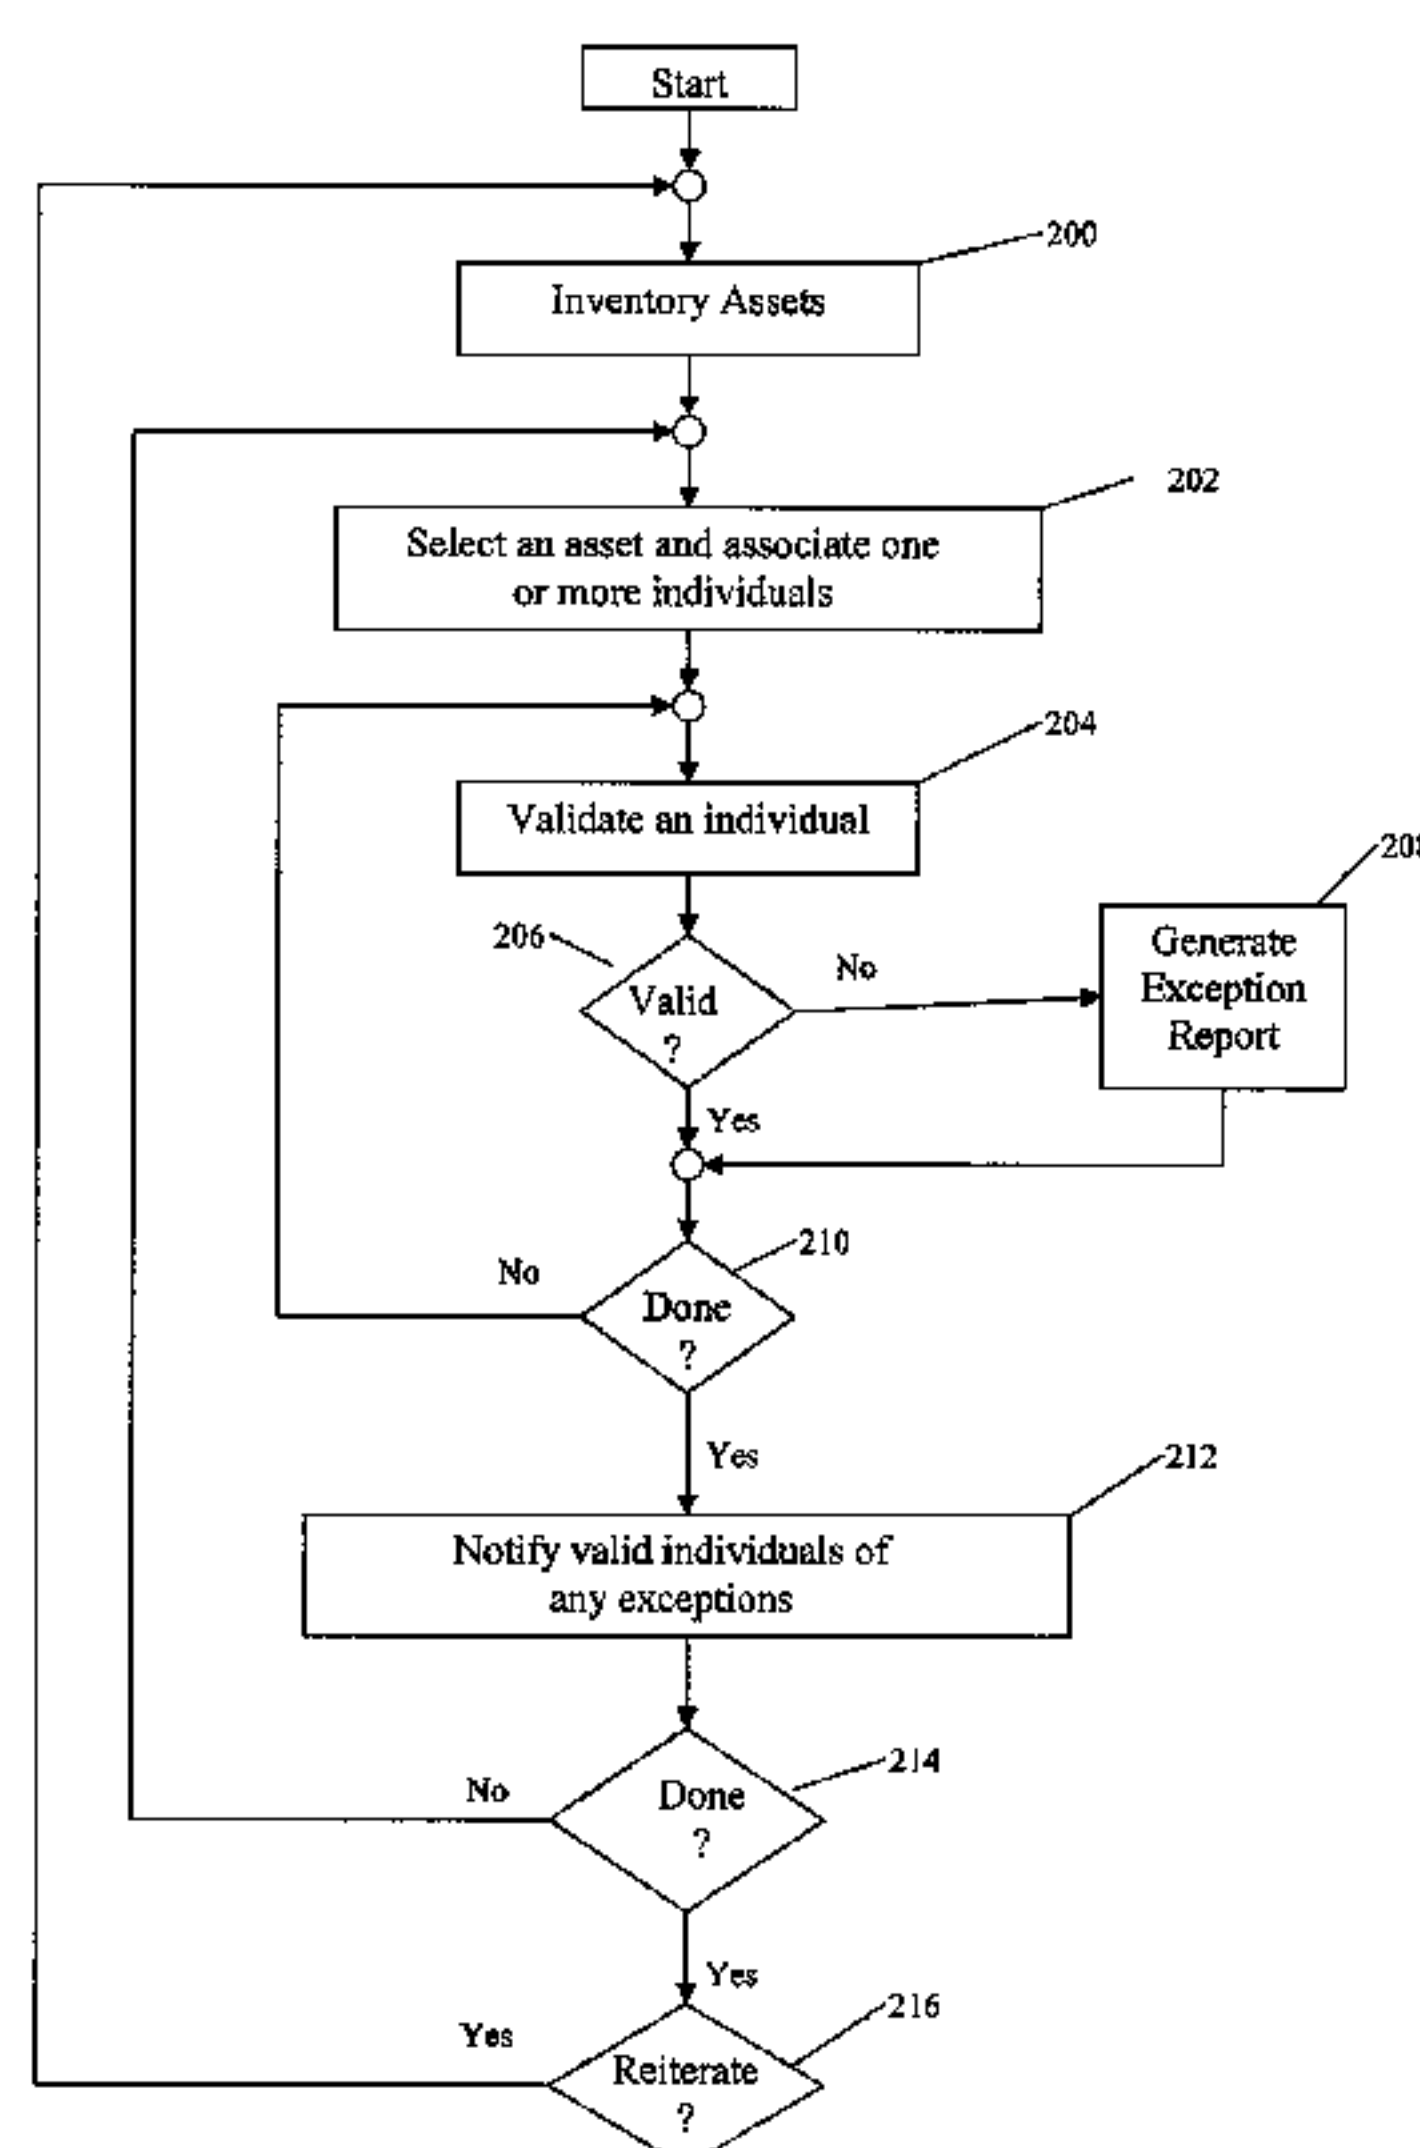 Start
200
Inventory Assets
202
Select an asset and associate one
or more individuals
204
Validate an individual
206
Valid
?
No
Generate
Exception
Report
Yes
210
No
Done
?
Yes
212
Notify valid individuals of
any exceptions
214
No
Done
?
Yes
216
Yes
Reiterate
?